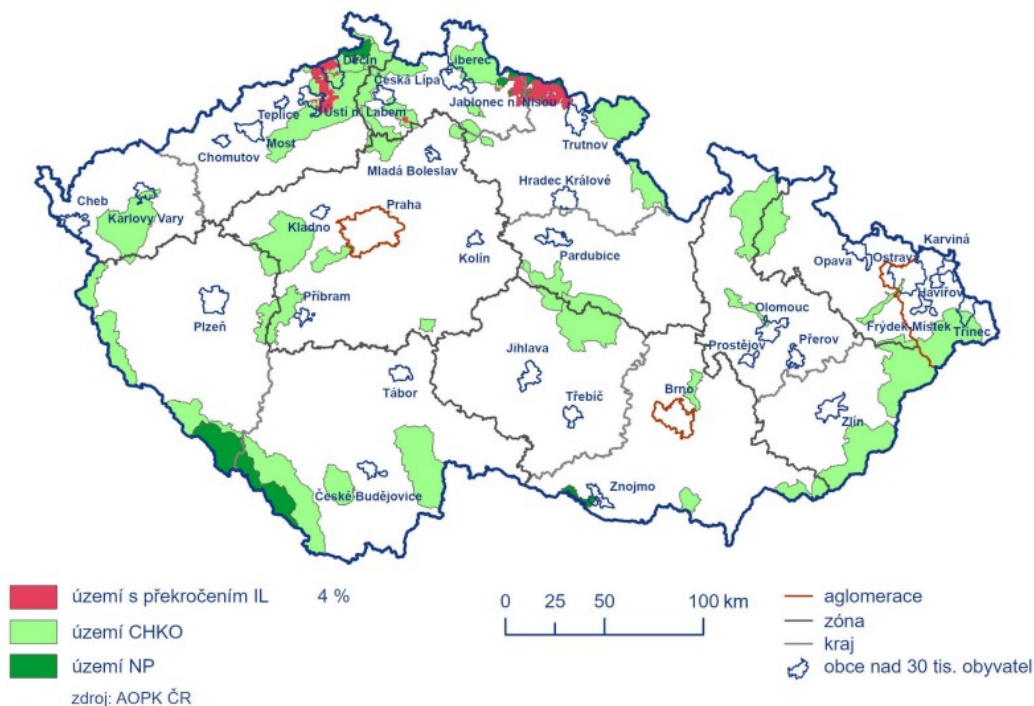 Děčín
Liberec
Česká Lípa
Teplice
Ústí n. Labem
Jablonec n. Nisou
Most
Trutnov
Chomutov
Mladá Boleslav
Hradec Králové
Cheb
Karlovy Vary
Praha
Kladno
Kolín
Pardubice
Karviná
Opava
Ostrava
Havířov
Příbram
Plzeň
Olomouc
Frýdek-Místek
Třinec
Prostějov
Přerov
Jihlava
Tábor
Třebíč
Brno
Zlín
České Budějovice
Znojmo
území s překročením IL 4 %
území CHKO
území NP
zdroj: AOPK ČR
0 25 50 100 km
aglomerace
zóna
kraj
obce nad 30 tis. obyvatel